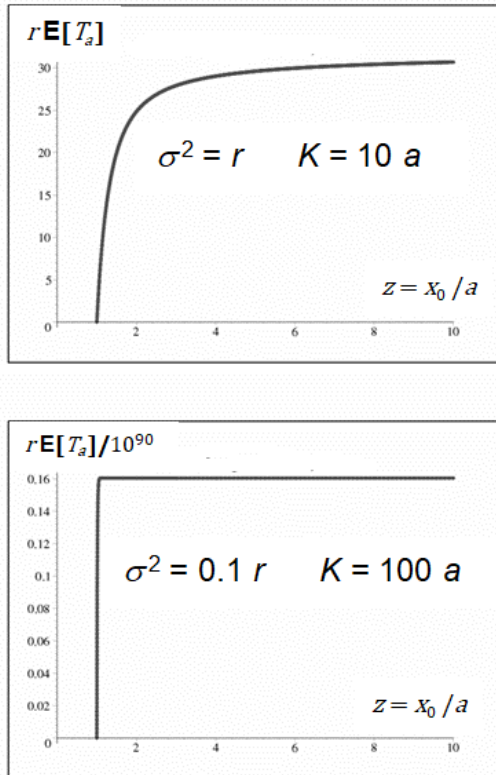 r E[Tₐ]
30
25
σ² = r K = 10 a
20
15
10
5
z = x₀ / a
0
2 4 6 8 10
r E[Tₐ]/10⁹⁰
0.16
0.14
0.12
σ² = 0.1 r K = 100 a
0.1
0.08
0.06
0.04
z = x₀ / a
0.02
0
2 4 6 8 10